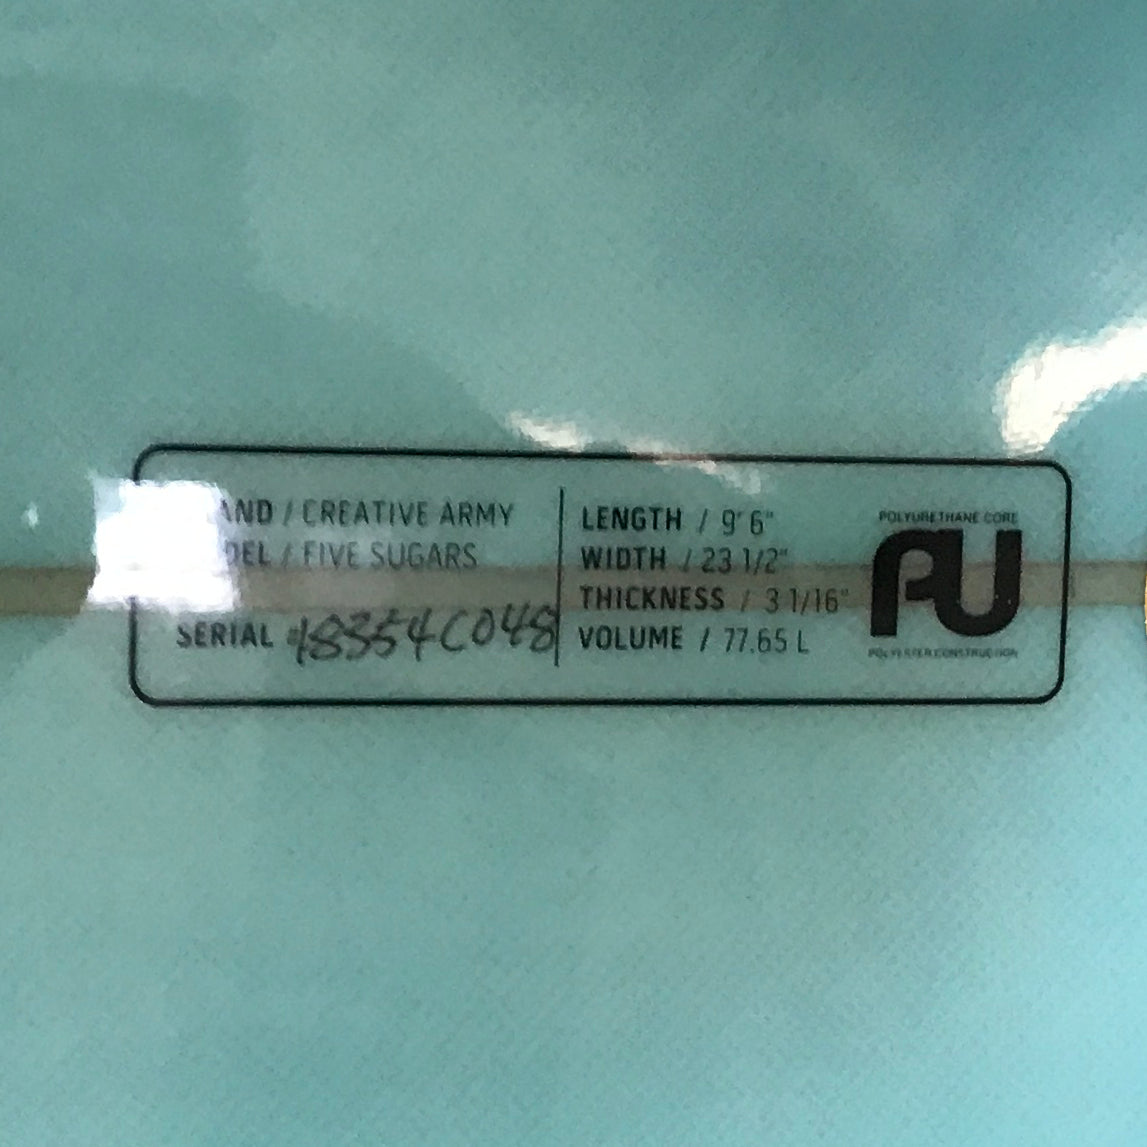 AND / CREATIVE ARMY
DEL / FIVE SUGARS
SERIAL #18354C048
LENGTH / 9' 6"
WIDTH / 23 1/2"
THICKNESS / 3 1/16"
VOLUME / 77.65 L
POLYURETHANE CORE
PU
POLYESTER CONSTRUCTION